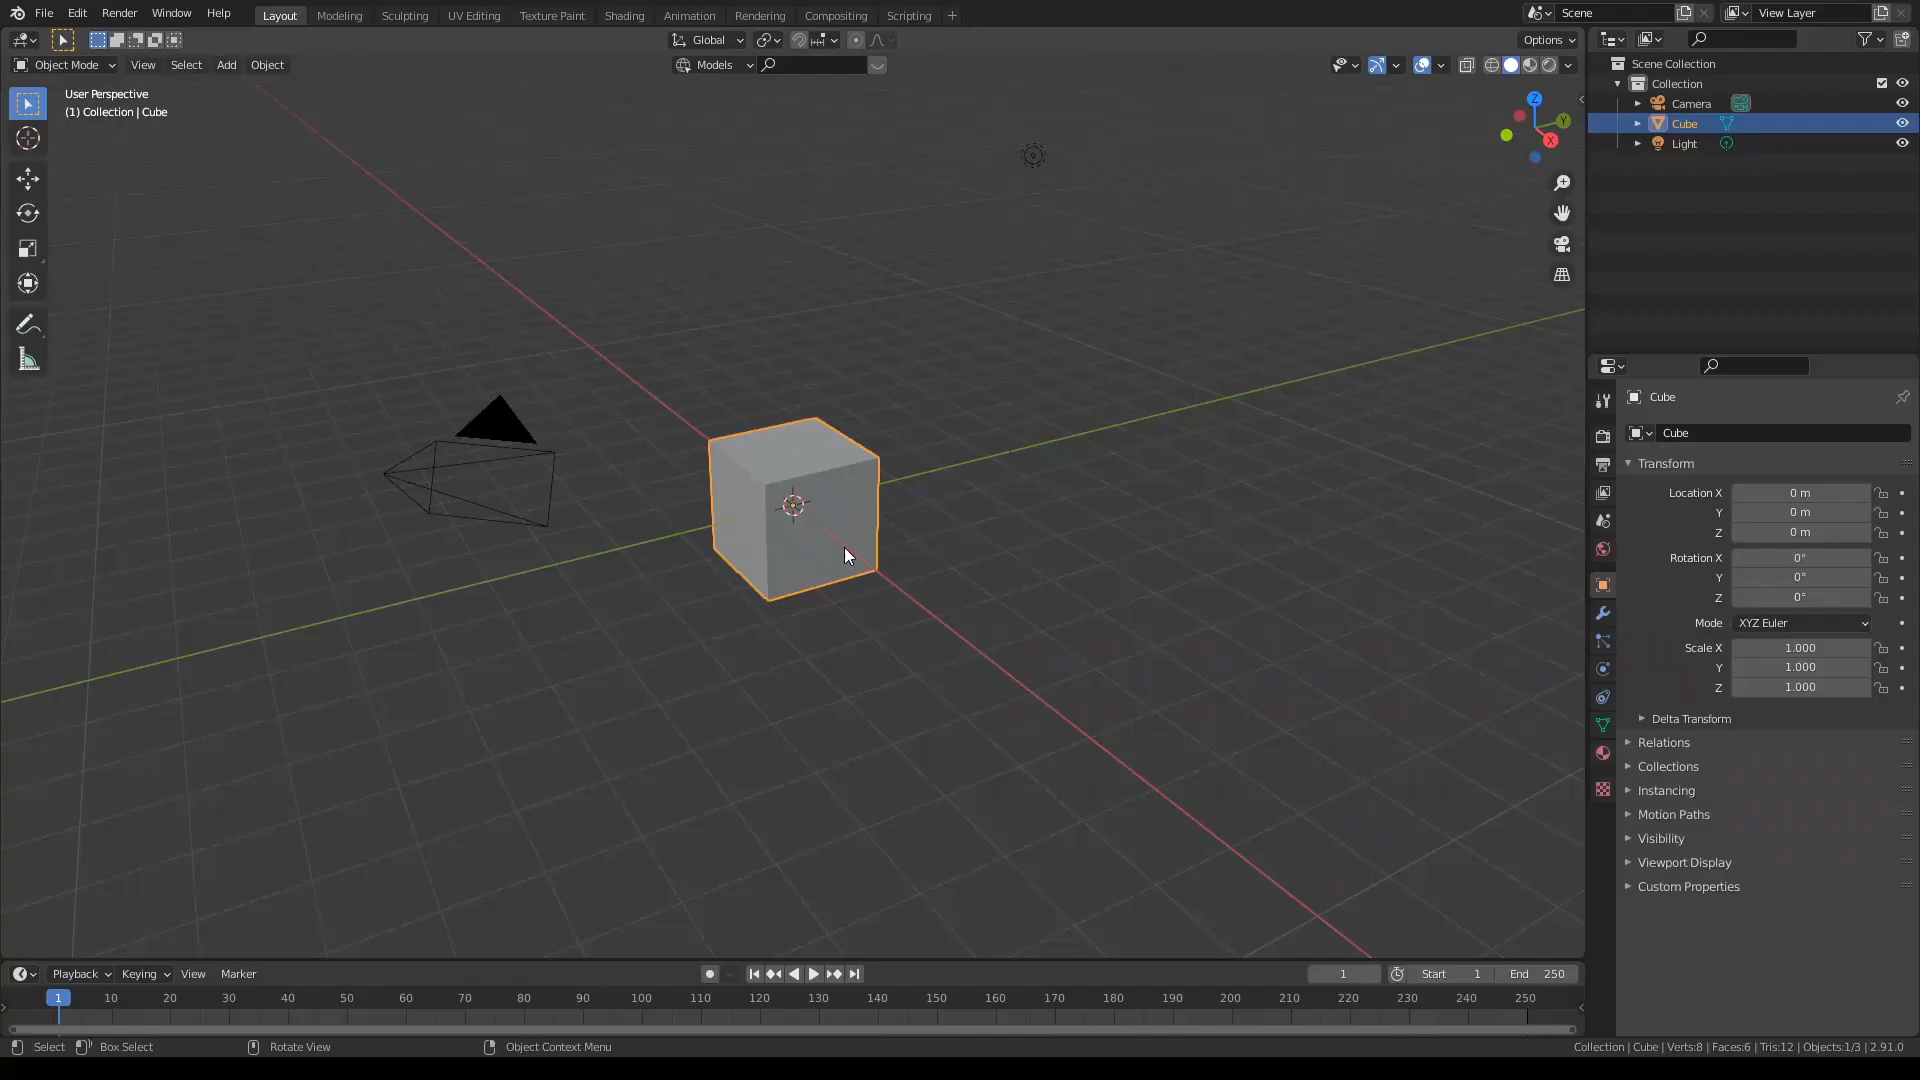 File Edit Render Window Help Layout Modeling Sculpting UV Editing Texture Paint Shading Animation Rendering Compositing Scripting + Scene View Layer
Global Options
Object Mode View Select Add Object Models
User Perspective
(1) Collection | Cube
Z
Y
X
Scene Collection
Collection
Camera
Cube
Light
Cube
Cube
Transform
Location X 0 m
Y 0 m
Z 0 m
Rotation X 0°
Y 0°
Z 0°
Mode XYZ Euler
Scale X 1.000
Y 1.000
Z 1.000
Delta Transform
Relations
Collections
Instancing
Motion Paths
Visibility
Viewport Display
Custom Properties
Playback Keying View Marker 1 Start 1 End 250
1 10 20 30 40 50 60 70 80 90 100 110 120 130 140 150 160 170 180 190 200 210 220 230 240 250
Select Box Select Rotate View Object Context Menu Collection | Cube | Verts:8 | Faces:6 | Tris:12 | Objects:1/3 | 2.91.0